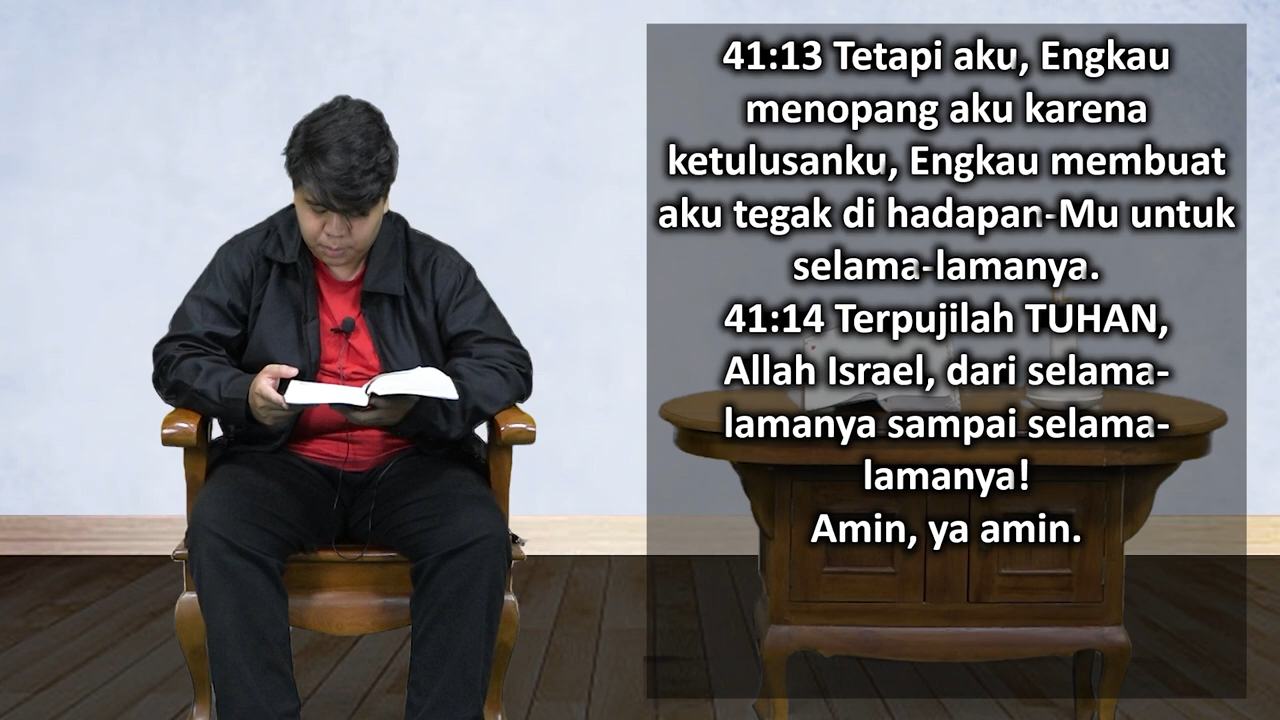 41:13 Tetapi aku, Engkau
menopang aku karena
ketulusanku, Engkau membuat
aku tegak di hadapan-Mu untuk
selama-lamanya.
41:14 Terpujilah TUHAN,
Allah Israel, dari selama-
lamanya sampai selama-
lamanya!
Amin, ya amin.